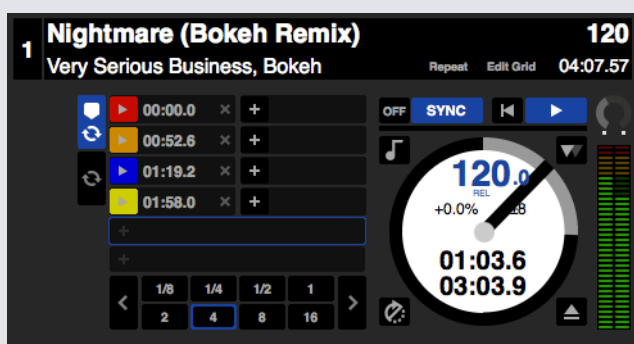 1
Nightmare (Bokeh Remix) 120
Very Serious Business, Bokeh Repeat Edit Grid 04:07.57
00:00.0 × +
00:52.6 × +
01:19.2 × +
01:58.0 × +
+
+
1/8 1/4 1/2 1
2 4 8 16
OFF SYNC
120.0
REL
+0.0% 8
01:03.6
03:03.9